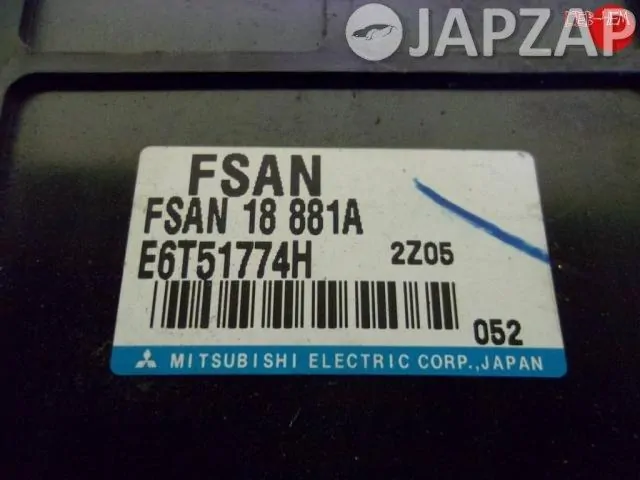 JAPZAP
FSAN
FSAN 18 881A
E6T51774H 2Z05
052
MITSUBISHI ELECTRIC CORP., JAPAN